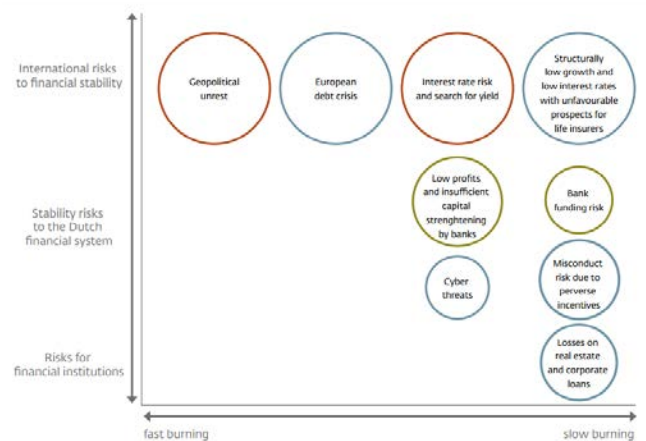 International risks
to financial stability
Geopolitical
unrest
European
debt crisis
Interest rate risk
and search for yield
Structurally
low growth and
low interest rates
with unfavourable
prospects for
life insurers
Stability risks
to the Dutch
financial system
Low profits
and insufficient
capital
strenghtening
by banks
Bank
funding risk
Cyber
threats
Misconduct
risk due to
perverse
incentives
Risks for
financial institutions
Losses on
real estate
and corporate
loans
fast burning
slow burning